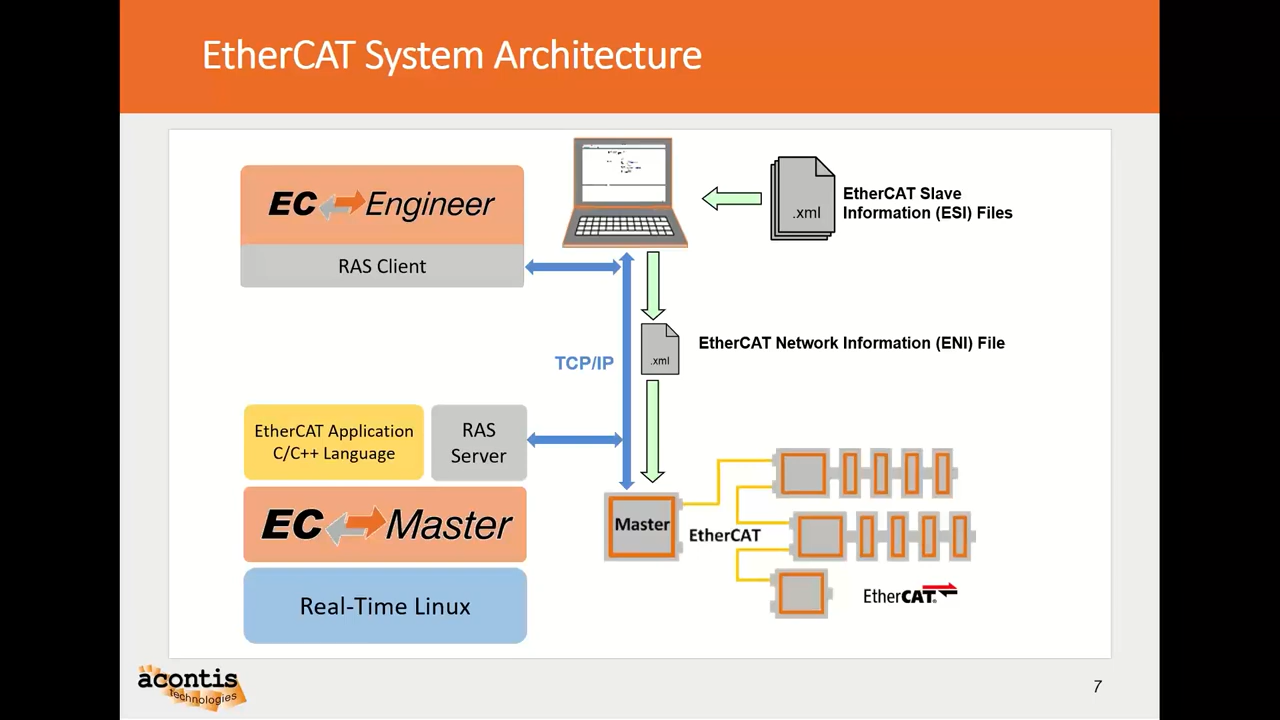 EtherCAT System Architecture
EC Engineer
RAS Client
.xml
EtherCAT Slave
Information (ESI) Files
TCP/IP
.xml
EtherCAT Network Information (ENI) File
EtherCAT Application
C/C++ Language
RAS
Server
EC Master
Real-Time Linux
Master
EtherCAT
EtherCAT®
acontis
technologies
7